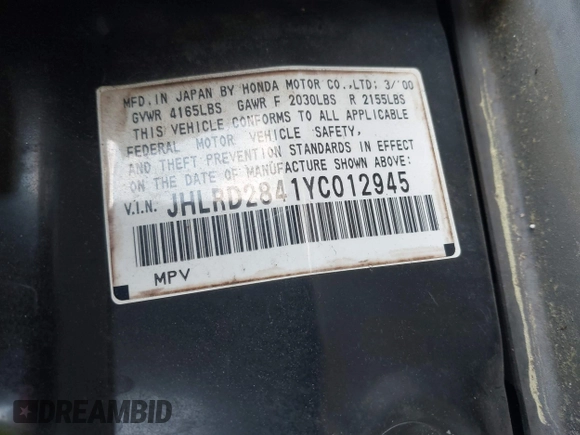 MFD. IN JAPAN BY HONDA MOTOR CO., LTD: 3/'00
GVWR 4165LBS GAWR F 2030LBS R 2155LBS
THIS VEHICLE CONFORMS TO ALL APPLICABLE
FEDERAL MOTOR VEHICLE SAFETY,
AND THEFT PREVENTION STANDARDS IN EFFECT
ON THE DATE OF MANUFACTURE SHOWN ABOVE:
V.I.N. JHLRD2841YC012945
MPV
DREAMBID